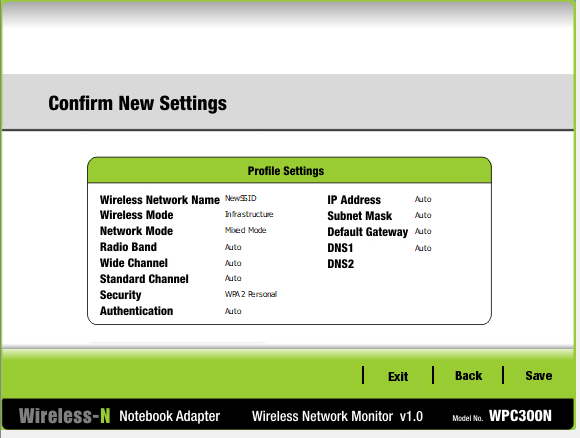 Confirm New Settings
Profile Settings
Wireless Network Name NewSSID
Wireless Mode Infrastructure
Network Mode Mixed Mode
Radio Band Auto
Wide Channel Auto
Standard Channel Auto
Security WPA2 Personal
Authentication Auto
IP Address Auto
Subnet Mask Auto
Default Gateway Auto
DNS1 Auto
DNS2
Exit Back Save
Wireless-N Notebook Adapter Wireless Network Monitor v1.0 Model No. WPC300N